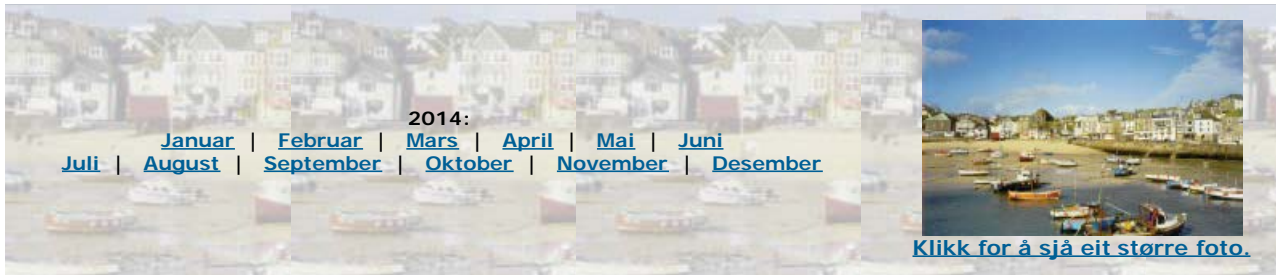 2014:
Januar | Februar | Mars | April | Mai | Juni
Juli | August | September | Oktober | November | Desember
Klikk for å sjå eit større foto.